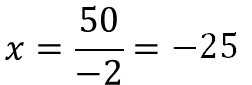 x = 50/−2 = −25